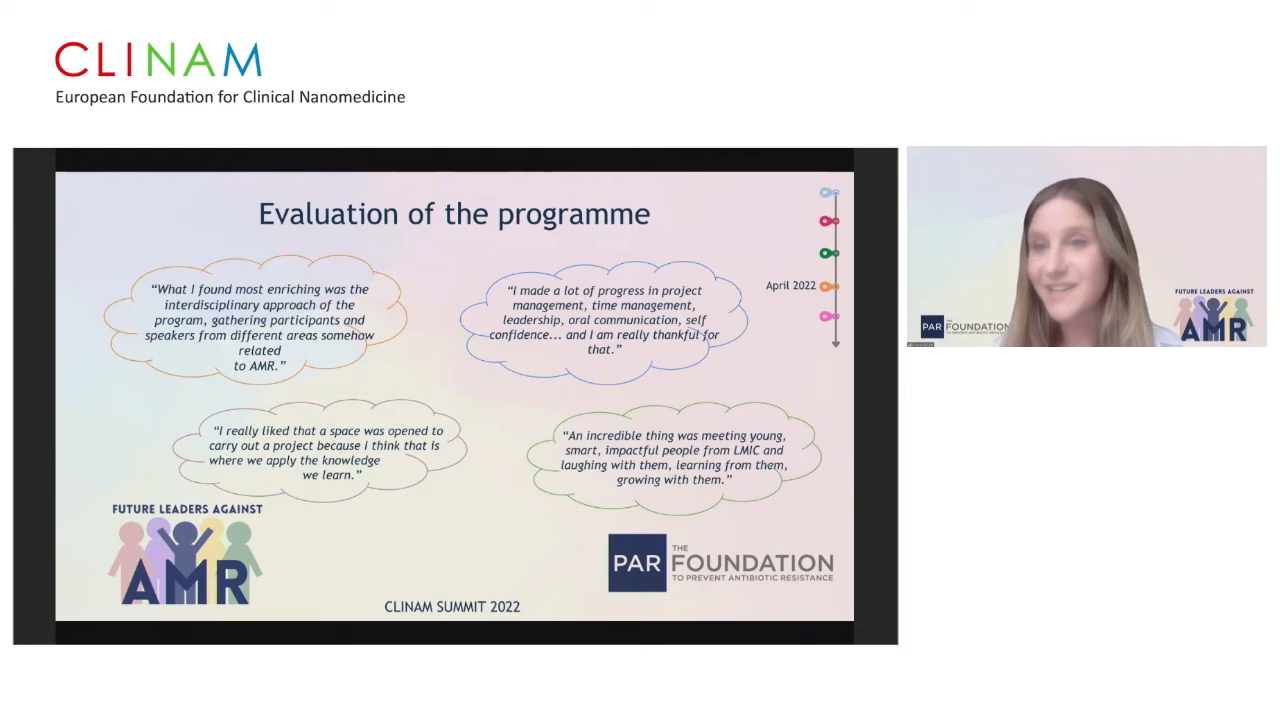 CLINAM
European Foundation for Clinical Nanomedicine
Evaluation of the programme
April 2022
“What I found most enriching was the
interdisciplinary approach of the
program, gathering participants and
speakers from different areas somehow
related
to AMR.”
“I made a lot of progress in project
management, time management,
leadership, oral communication, self
confidence... and I am really thankful for
that.”
“I really liked that a space was opened to
carry out a project because I think that is
where we apply the knowledge
we learn.”
“An incredible thing was meeting young,
smart, impactful people from LMIC and
laughing with them, learning from them,
growing with them.”
FUTURE LEADERS AGAINST
AMR
CLINAM SUMMIT 2022
PAR
THE
FOUNDATION
TO PREVENT ANTIBIOTIC RESISTANCE
PAR
FOUNDATION
TO PREVENT ANTIBIOTIC RESISTANCE
FUTURE LEADERS AGAINST
AMR